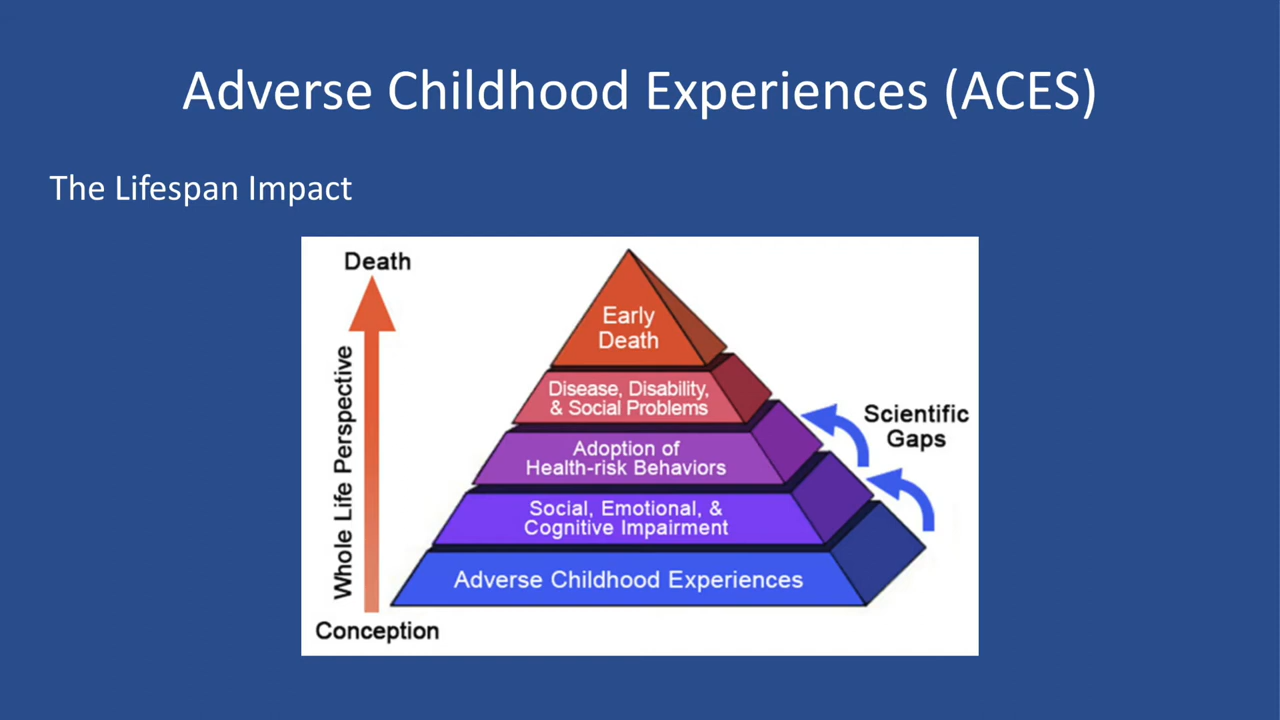 Adverse Childhood Experiences (ACES)
The Lifespan Impact
Death
Whole Life Perspective
Conception
Early
Death
Disease, Disability,
& Social Problems
Adoption of
Health-risk Behaviors
Social, Emotional, &
Cognitive Impairment
Adverse Childhood Experiences
Scientific
Gaps